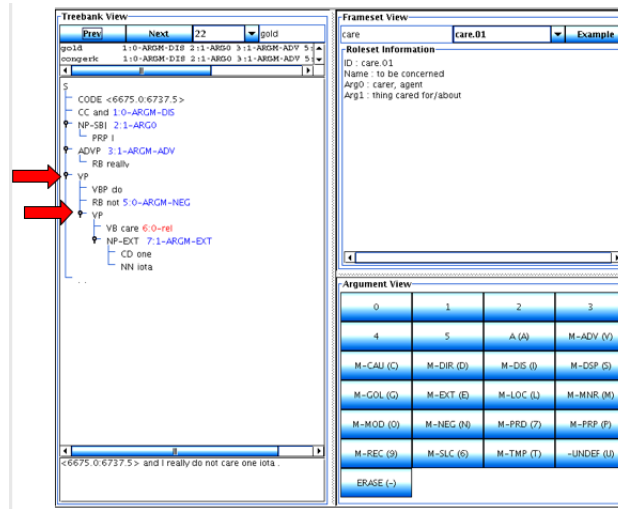 Treebank View
Prev Next 22 gold
gold 1:0-ARGM-DIS 2:1-ARG0 3:1-ARGM-ADV 5:
congerk 1:0-ARGM-DIS 2:1-ARG0 3:1-ARGM-ADV 5:
S
CODE <6675.0:6737.5>
CC and 1:0-ARGM-DIS
NP-SBJ 2:1-ARG0
PRP I
ADVP 3:1-ARGM-ADV
RB really
VP
VBP do
RB not 5:0-ARGM-NEG
VP
VB care 6:0-rel
NP-EXT 7:1-ARGM-EXT
CD one
NN iota
. .
<6675.0:6737.5> and I really do not care one iota .
Frameset View
care care.01 Example
Roleset Information
ID : care.01
Name : to be concerned
Arg0 : carer, agent
Arg1 : thing cared for/about
Argument View
0 1 2 3
4 5 A (A) M-ADV (V)
M-CAU (C) M-DIR (D) M-DIS (I) M-DSP (S)
M-GOL (G) M-EXT (E) M-LOC (L) M-MNR (M)
M-MOD (O) M-NEG (N) M-PRD (7) M-PRP (P)
M-REC (9) M-SLC (6) M-TMP (T) -UNDEF (U)
ERASE (-)